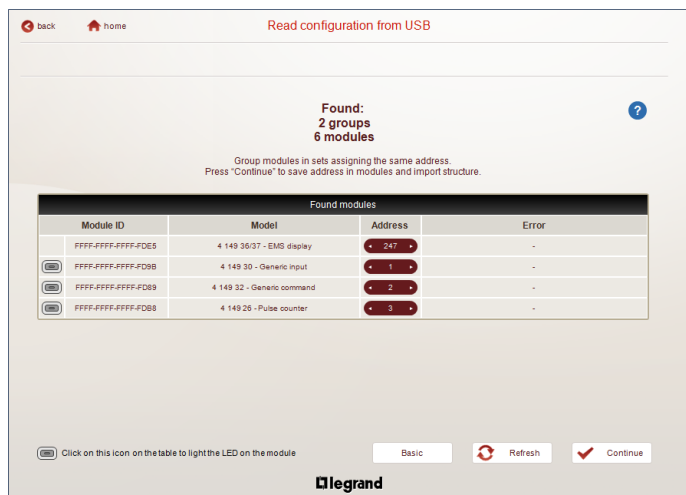 back
home
Read configuration from USB
Found:
2 groups
6 modules
?
Group modules in sets assigning the same address.
Press "Continue" to save address in modules and import structure.
Found modules
Module ID Model Address Error
FFFF-FFFF-FFFF-FDE5 4 149 36/37 - EMS display 247 -
FFFF-FFFF-FFFF-FD9B 4 149 30 - Generic input 1 -
FFFF-FFFF-FFFF-FD89 4 149 32 - Generic command 2 -
FFFF-FFFF-FFFF-FDB8 4 149 26 - Pulse counter 3 -
Click on this icon on the table to light the LED on the module
Basic
Refresh
Continue
legrand